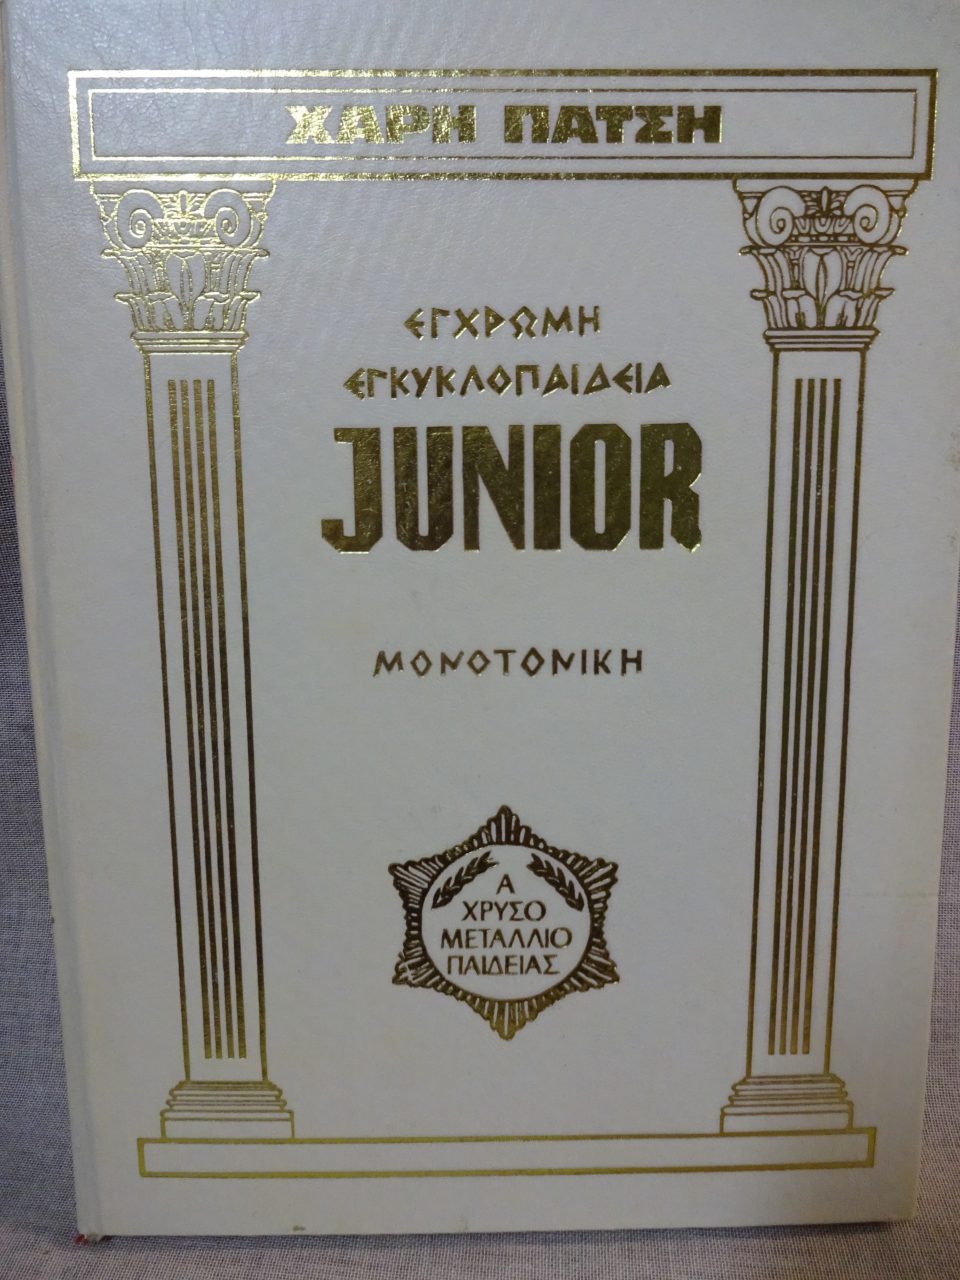 ΧΑΡΗ ΠΑΤΣΗ
ΕΓΧΡΩΜΗ
ΕΓΚΥΚΛΟΠΑΙΔΕΙΑ
JUNIOR
ΜΟΝΟΤΟΝΙΚΗ
Α
ΧΡΥΣΟ
ΜΕΤΑΛΛΙΟ
ΠΑΙΔΕΙΑΣ